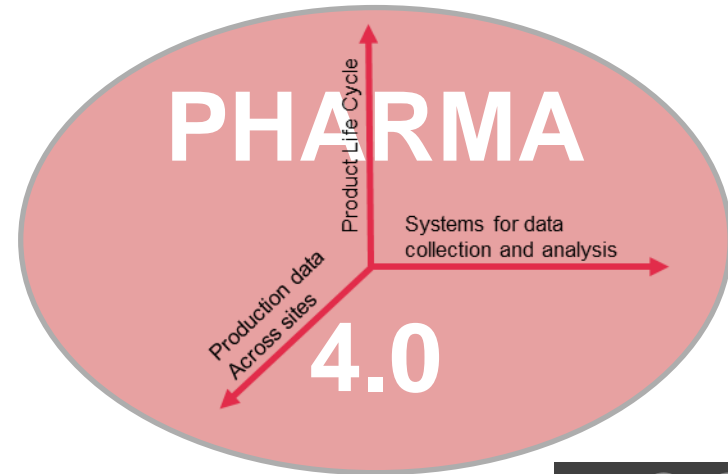 PHARMA
Product Life Cycle
Systems for data
collection and analysis
Production data
Across sites
4.0